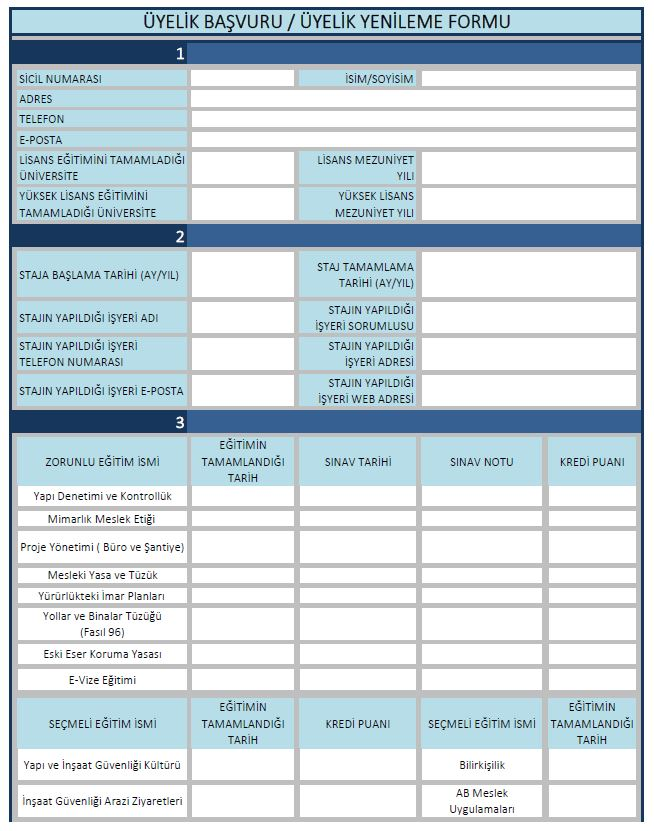 ÜYELİK BAŞVURU / ÜYELİK YENİLEME FORMU
1
SİCİL NUMARASI İSİM/SOYİSİM
ADRES
TELEFON
E-POSTA
LİSANS EĞİTİMİNİ TAMAMLADIĞI
ÜNİVERSİTE
LİSANS MEZUNİYET
YILI
YÜKSEK LİSANS EĞİTİMİNİ
TAMAMLADIĞI ÜNİVERSİTE
YÜKSEK LİSANS
MEZUNİYET YILI
2
STAJA BAŞLAMA TARİHİ (AY/YIL)
STAJ TAMAMLAMA
TARİHİ (AY/YIL)
STAJIN YAPILDIĞI İŞYERİ ADI
STAJIN YAPILDIĞI
İŞYERİ SORUMLUSU
STAJIN YAPILDIĞI İŞYERİ
TELEFON NUMARASI
STAJIN YAPILDIĞI
İŞYERİ ADRESİ
STAJIN YAPILDIĞI İŞYERİ E-POSTA
STAJIN YAPILDIĞI
İŞYERİ WEB ADRESİ
3
ZORUNLU EĞİTİM İSMİ
EĞİTİMİN
TAMAMLANDIĞI
TARİH
SINAV TARİHİ
SINAV NOTU
KREDİ PUANI
Yapı Denetimi ve Kontrollük
Mimarlık Meslek Etiği
Proje Yönetimi ( Büro ve Şantiye)
Mesleki Yasa ve Tüzük
Yürürlükteki İmar Planları
Yollar ve Binalar Tüzüğü
(Fasıl 96)
Eski Eser Koruma Yasası
E-Vize Eğitimi
SEÇMELİ EĞİTİM İSMİ
EĞİTİMİN
TAMAMLANDIĞI
TARİH
KREDİ PUANI
SEÇMELİ EĞİTİM İSMİ
EĞİTİMİN
TAMAMLANDIĞI
TARİH
Yapı ve İnşaat Güvenliği Kültürü
Bilirkişilik
İnşaat Güvenliği Arazi Ziyaretleri
AB Meslek
Uygulamaları